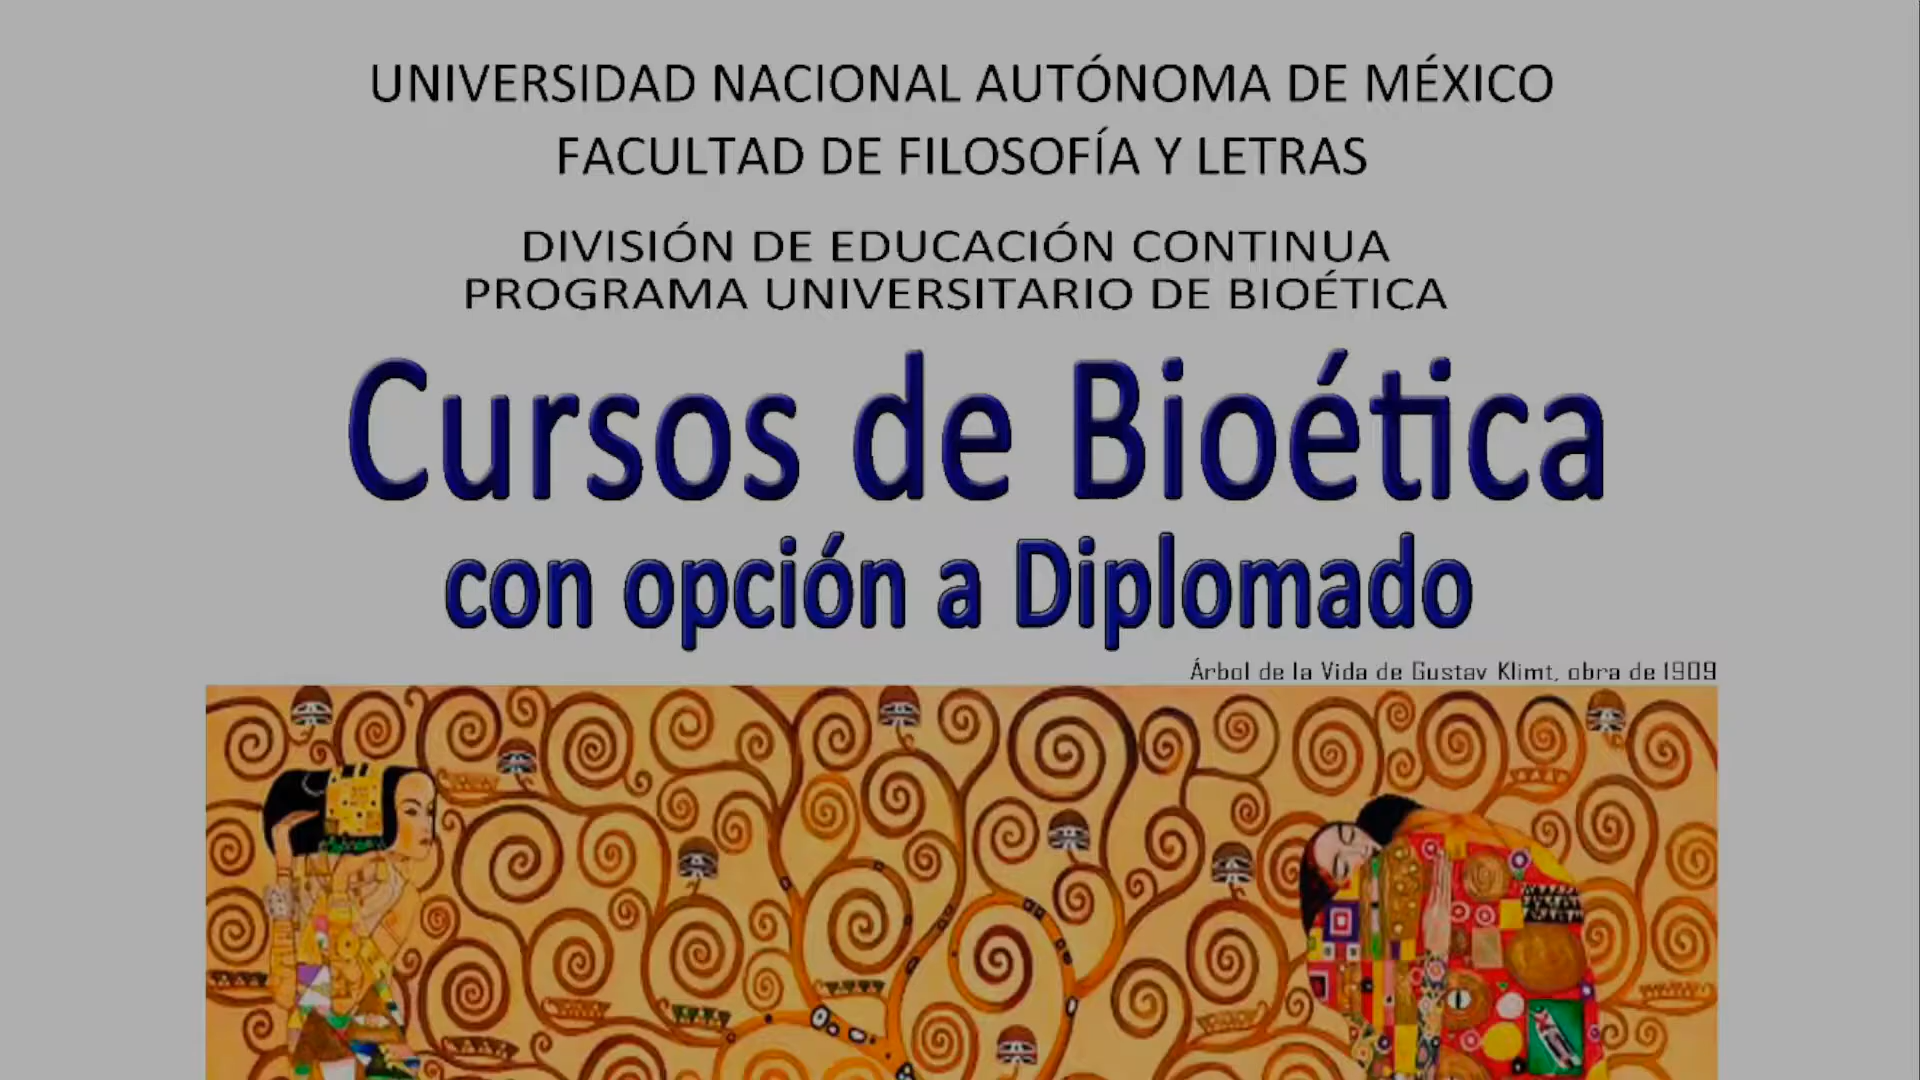 UNIVERSIDAD NACIONAL AUTÓNOMA DE MÉXICO
FACULTAD DE FILOSOFÍA Y LETRAS
DIVISIÓN DE EDUCACIÓN CONTINUA
PROGRAMA UNIVERSITARIO DE BIOÉTICA
Cursos de Bioética
con opción a Diplomado
Árbol de la Vida de Gustav Klimt, obra de 1909